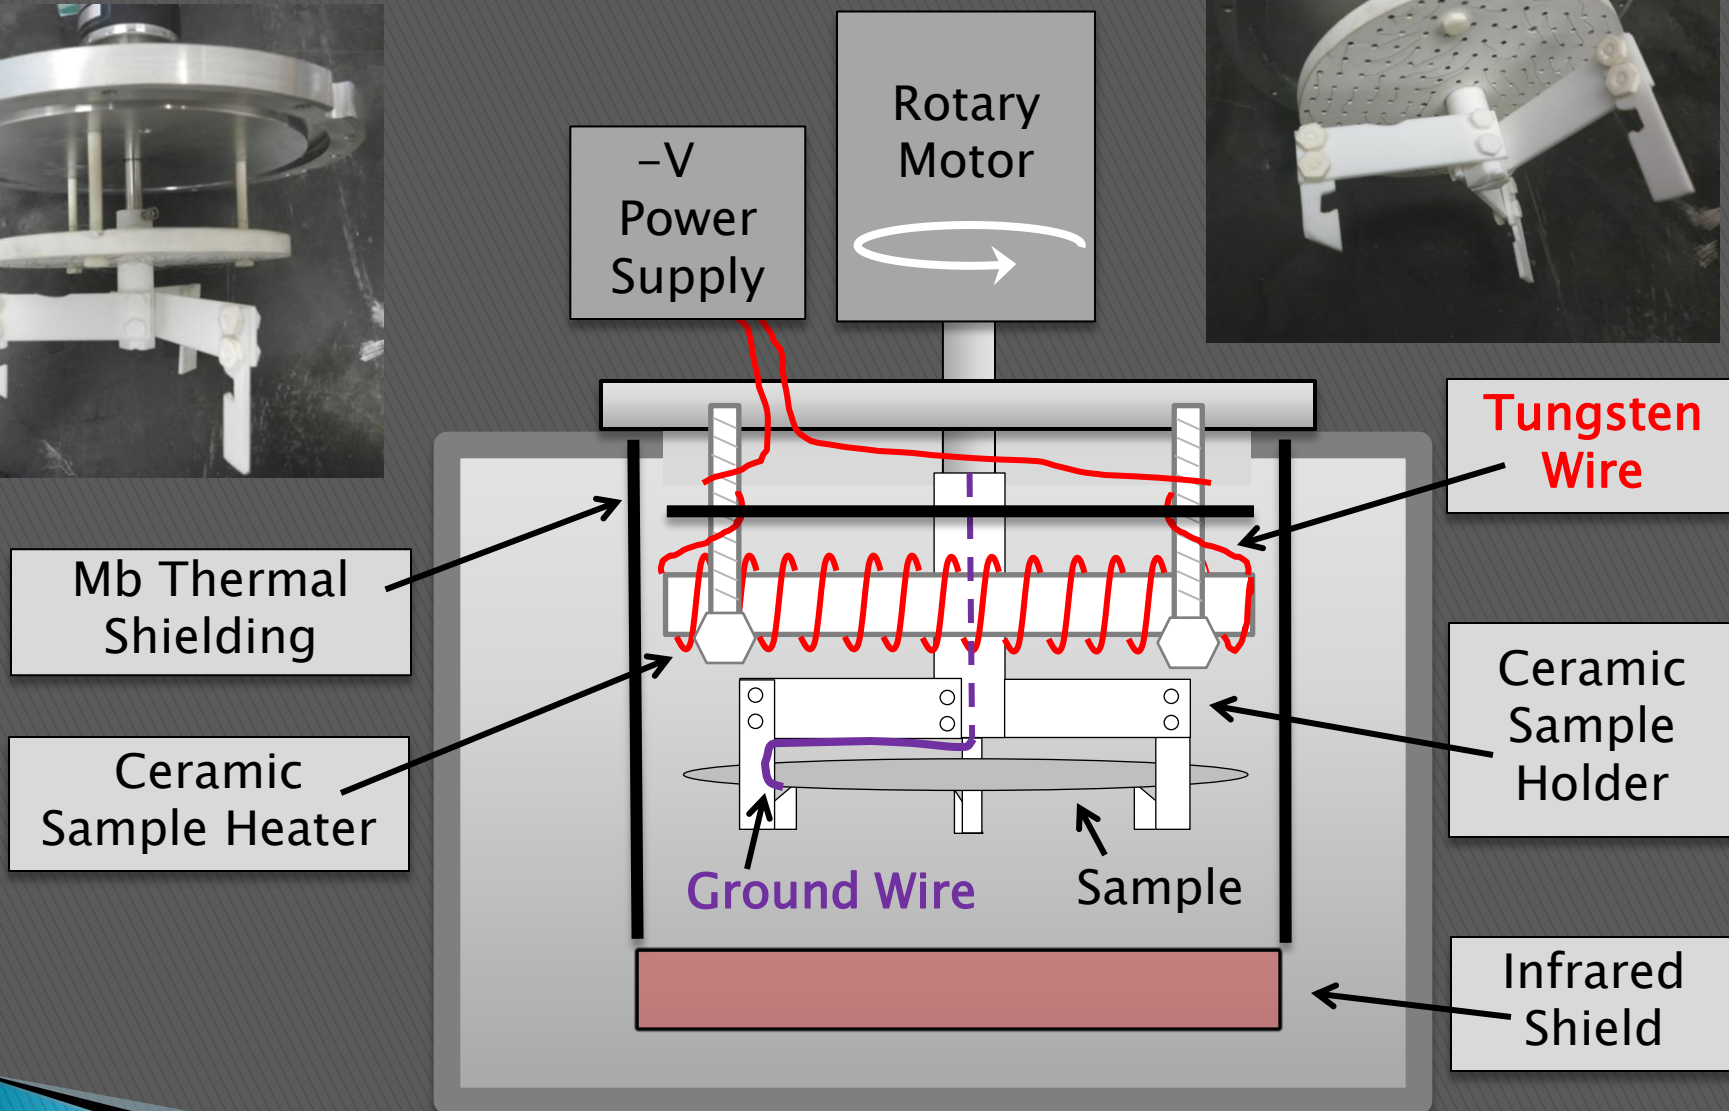 –V
Power
Supply
Rotary
Motor
Tungsten
Wire
Mb Thermal
Shielding
Ceramic
Sample Heater
Ceramic
Sample
Holder
Ground Wire
Sample
Infrared
Shield